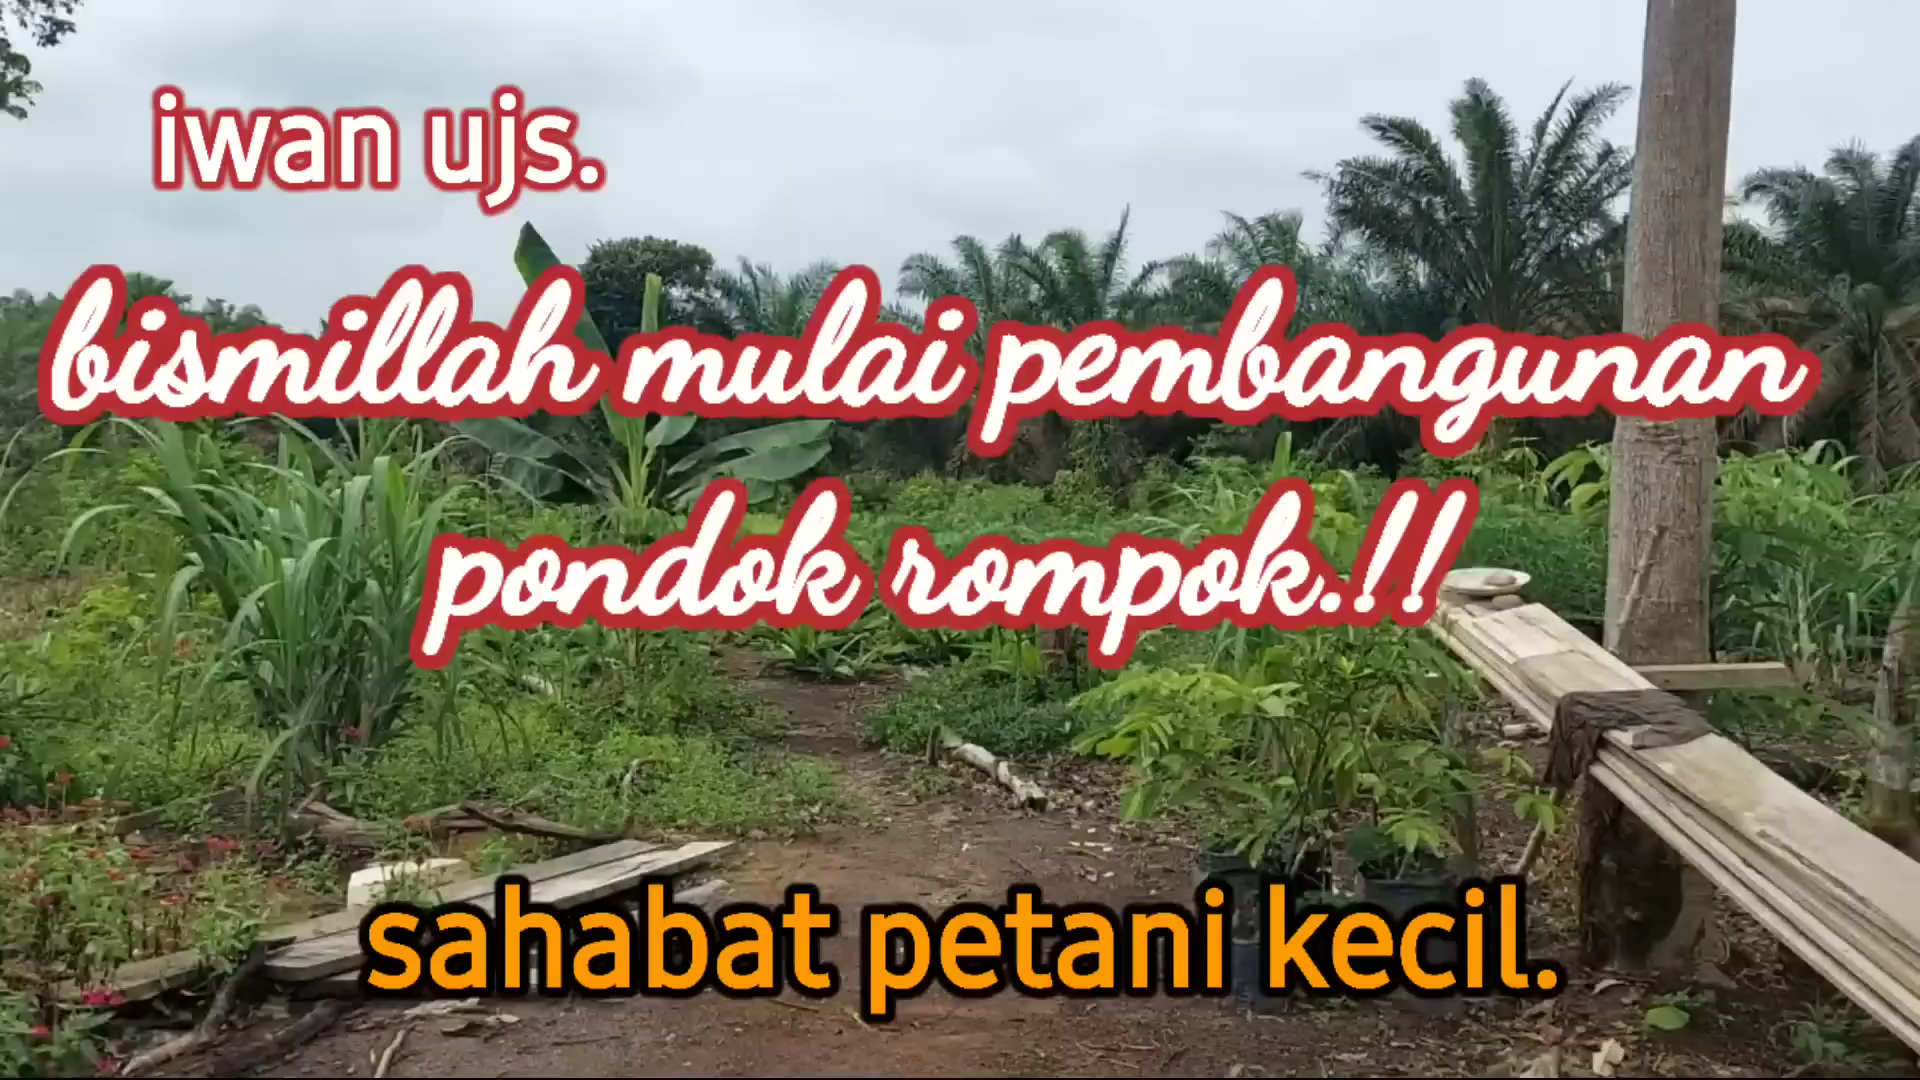 iwan ujs.
bismillah mulai pembangunan
pondok rompok.!!
sahabat petani kecil.